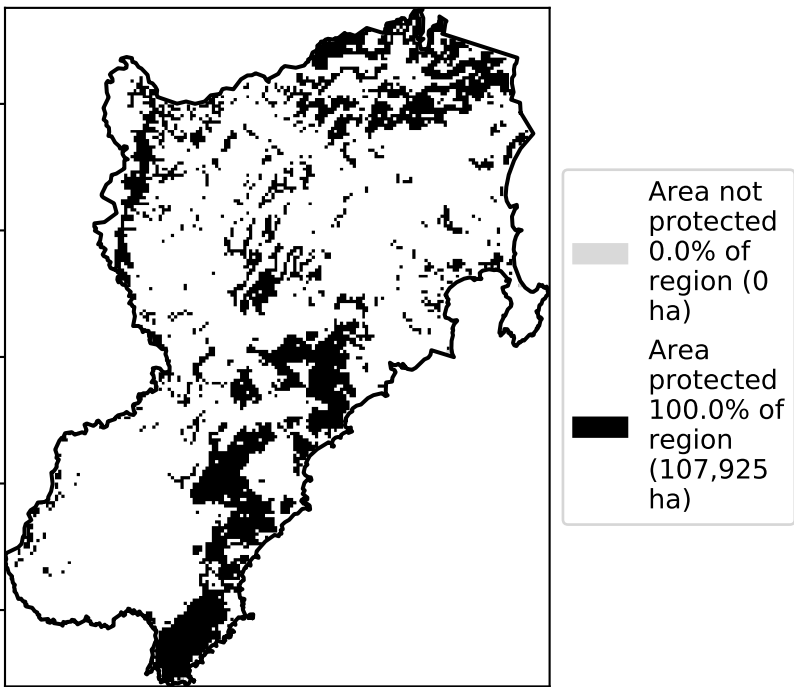 Area not
protected
0.0% of
region (0
ha)
Area
protected
100.0% of
region
(107,925
ha)